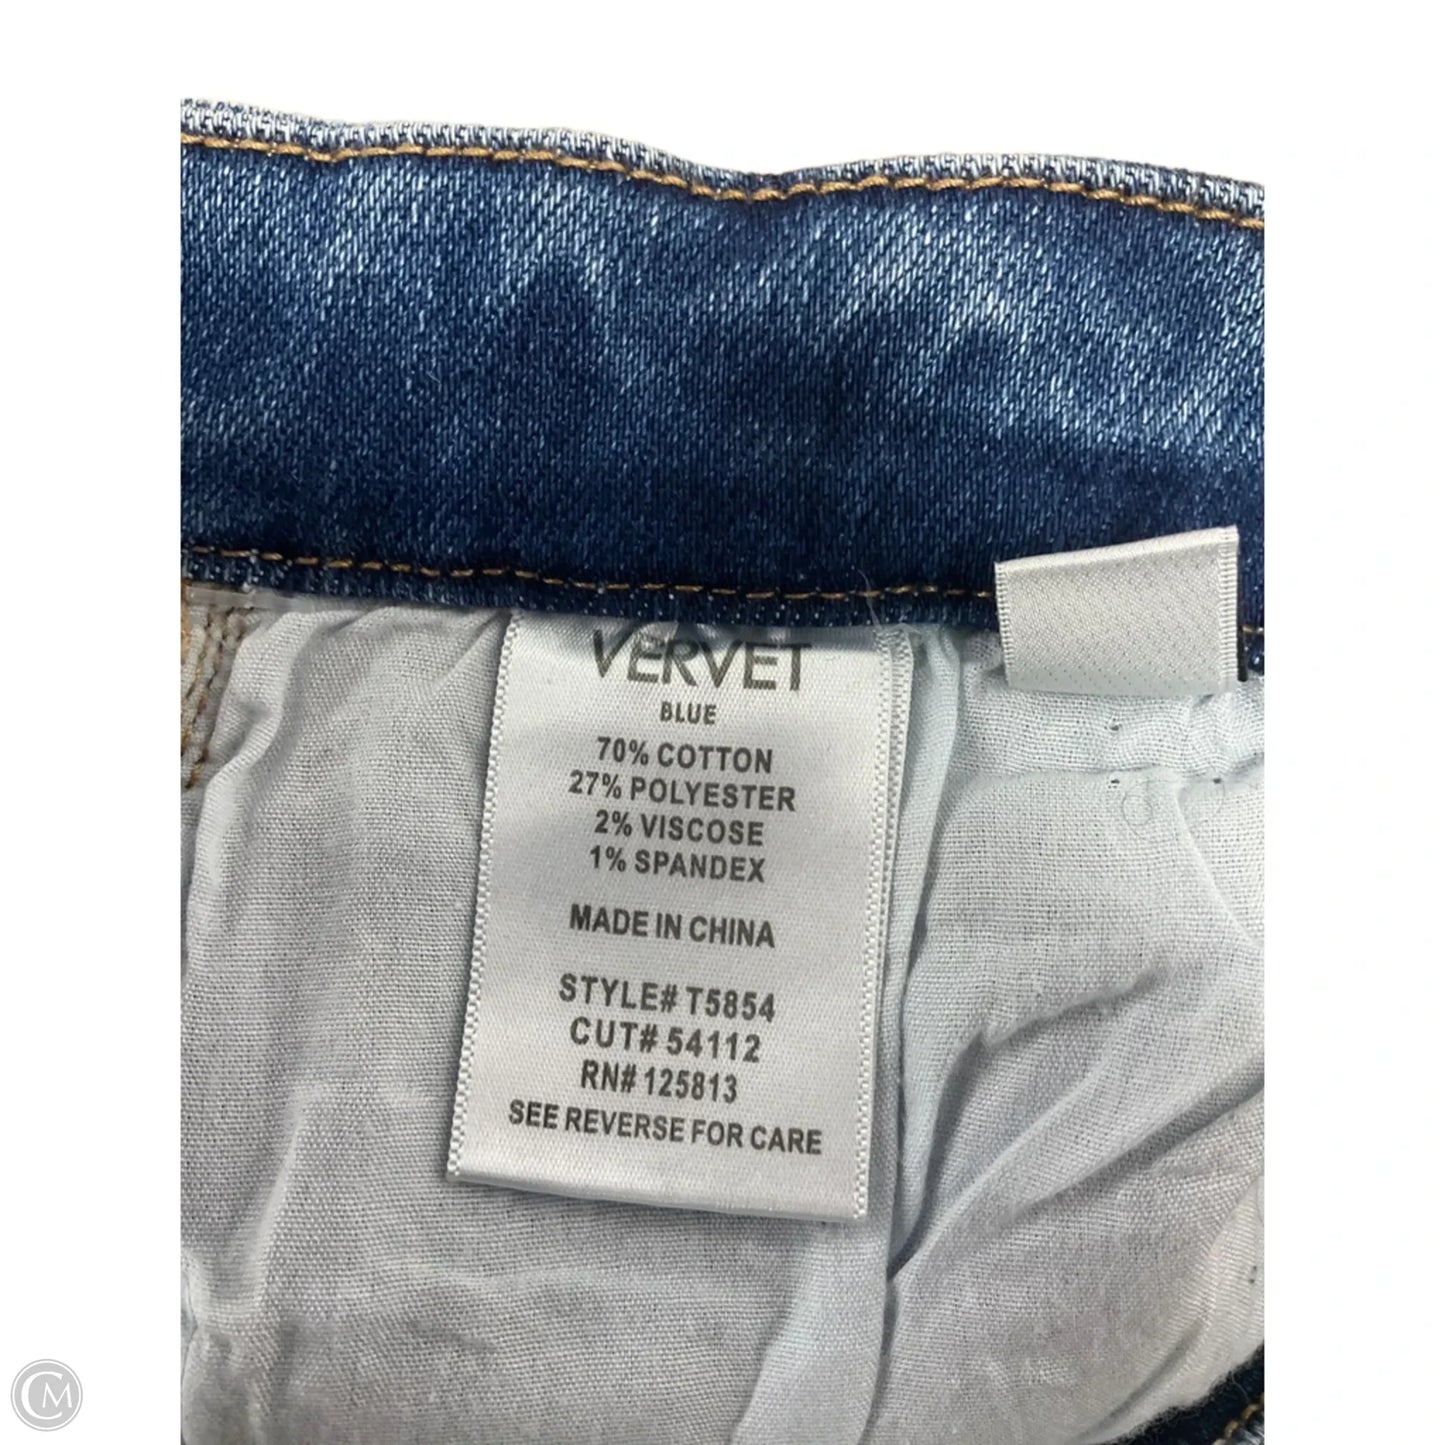 VERVET
BLUE
70% COTTON
27% POLYESTER
2% VISCOSE
1% SPANDEX
MADE IN CHINA
STYLE# T5854
CUT# 54112
RN# 125813
SEE REVERSE FOR CARE
CM